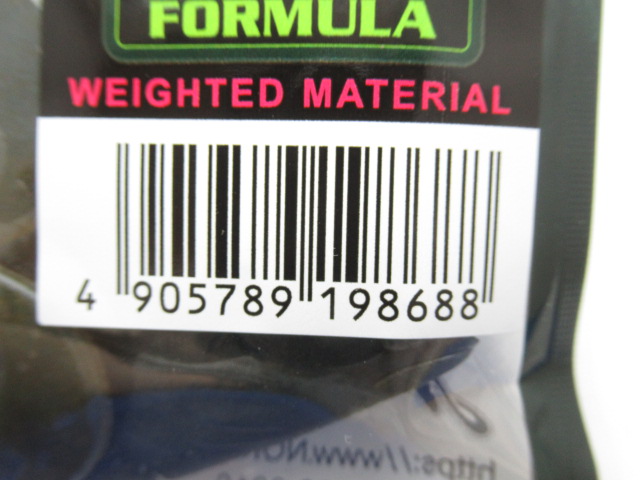 FORMULA
WEIGHTED MATERIAL
4 905789 198688